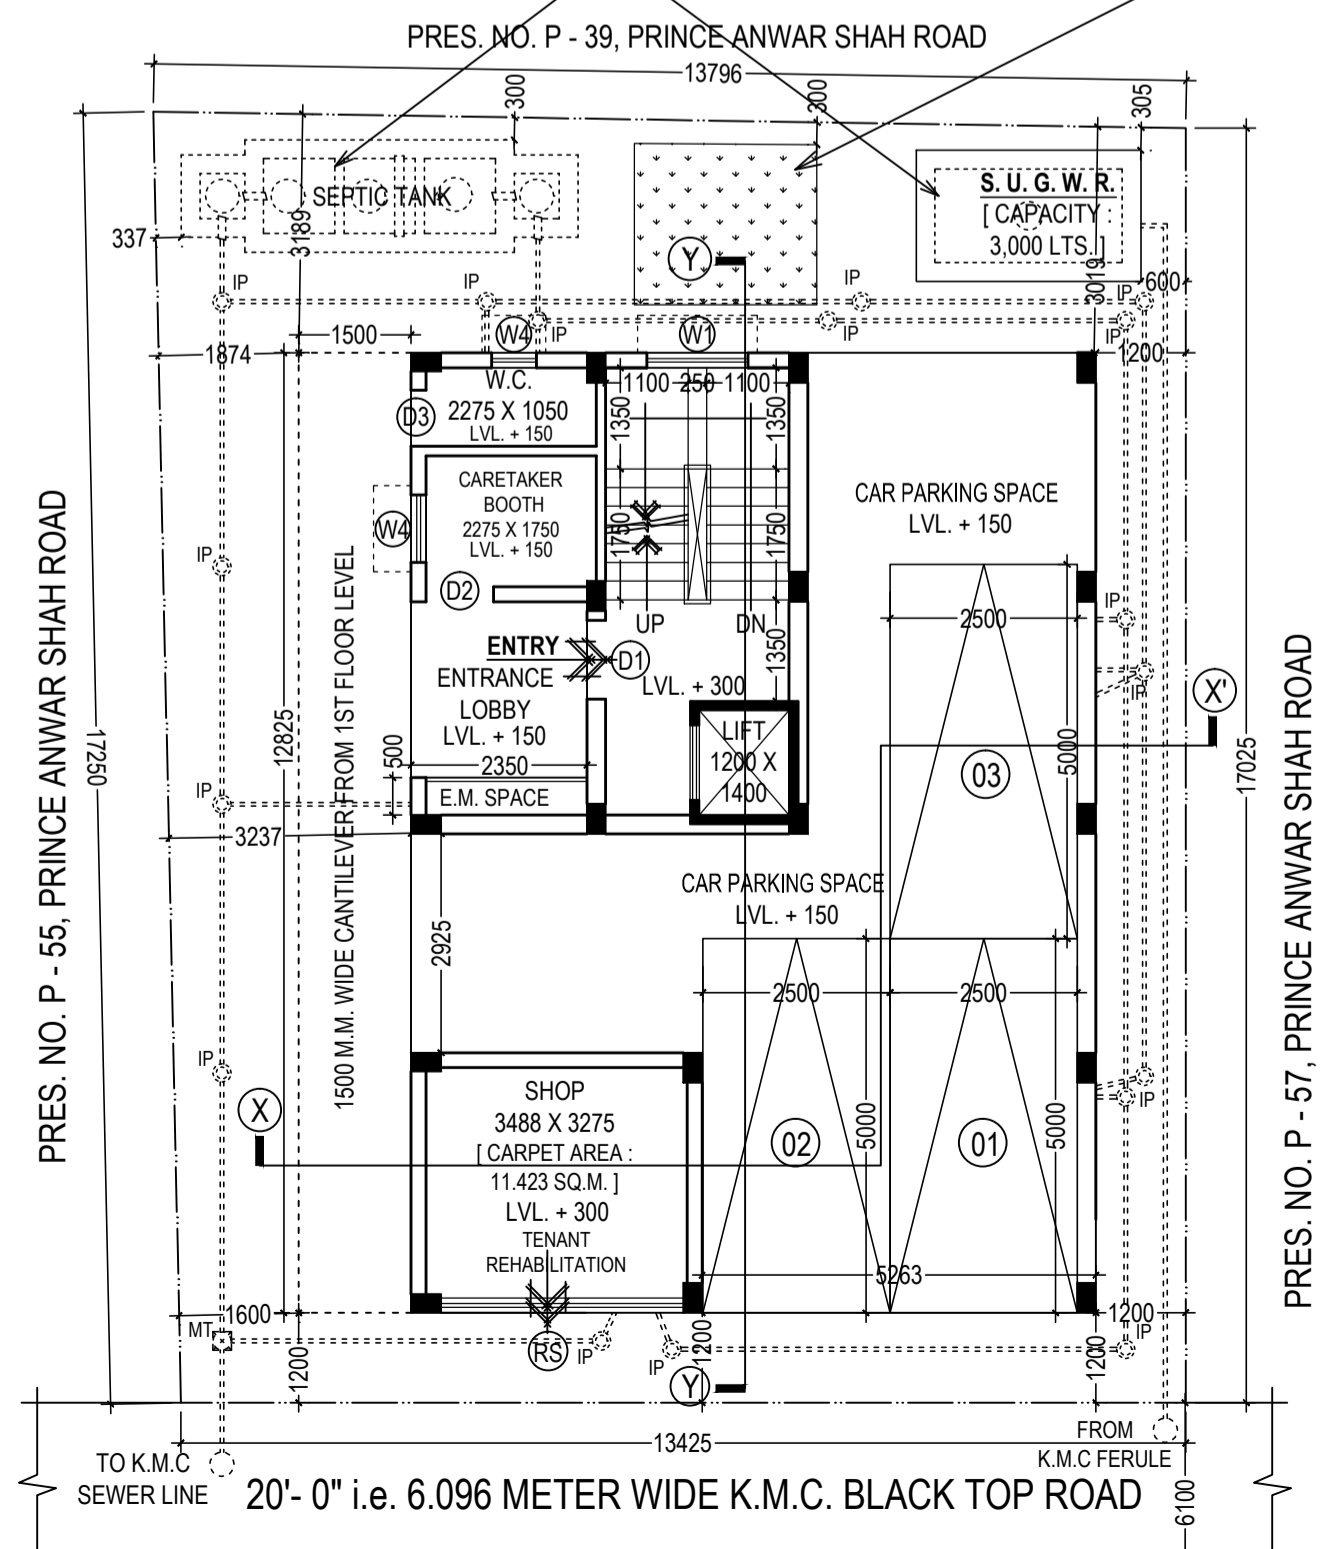 PRES. NO. P - 39, PRINCE ANWAR SHAH ROAD
13796
300
300
305
SEPTIC TANK
S. U. G. W. R.
[ CAPACITY :
3,000 LTS.]
337
3189
3019
600
Y
IP
IP
IP
IP
IP
IP
1500
W4
W1
1874
1200
W.C.
2275 X 1050
LVL. + 150
D3
1100
250
1100
1350
1350
CARETAKER
BOOTH
2275 X 1750
LVL. + 150
W4
D2
1750
1750
CAR PARKING SPACE
LVL. + 150
IP
IP
UP
DN
2500
PRES. NO. P - 55, PRINCE ANWAR SHAH ROAD
17250
12825
1500 M.M. WIDE CANTILEVER FROM 1ST FLOOR LEVEL
ENTRY
ENTRANCE
LOBBY
LVL. + 150
D1
1350
LVL. + 300
IP
X'
PRES. NO. P - 57, PRINCE ANWAR SHAH ROAD
17025
LIFT
1200 X
1400
5000
03
500
2350
E.M. SPACE
IP
3237
CAR PARKING SPACE
LVL. + 150
2925
2500
2500
IP
X
SHOP
3488 X 3275
[ CARPET AREA :
11.423 SQ.M. ]
LVL. + 300
TENANT
REHABILITATION
02
5000
01
5000
IP
5263
1600
1200
MT
RS
IP
IP
IP
1200
1200
1200
Y
13425
TO K.M.C
SEWER LINE
FROM
K.M.C FERULE
20'- 0" i.e. 6.096 METER WIDE K.M.C. BLACK TOP ROAD
6100